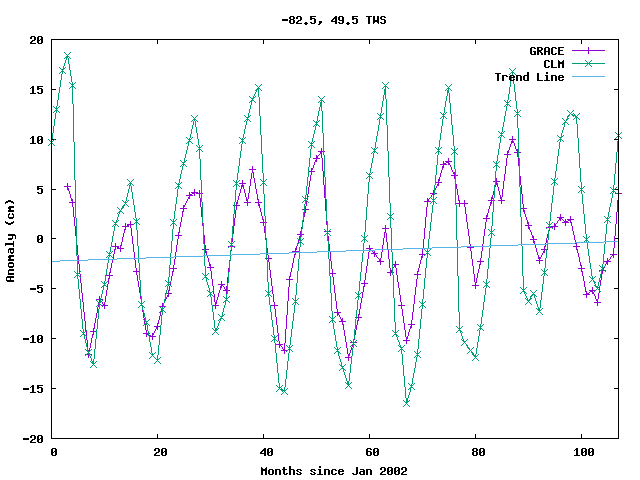 -82.5, 49.5 TWS
GRACE
CLM
Trend Line
20
15
10
5
0
-5
-10
-15
-20
Anomaly (cm)
0 20 40 60 80 100
Months since Jan 2002